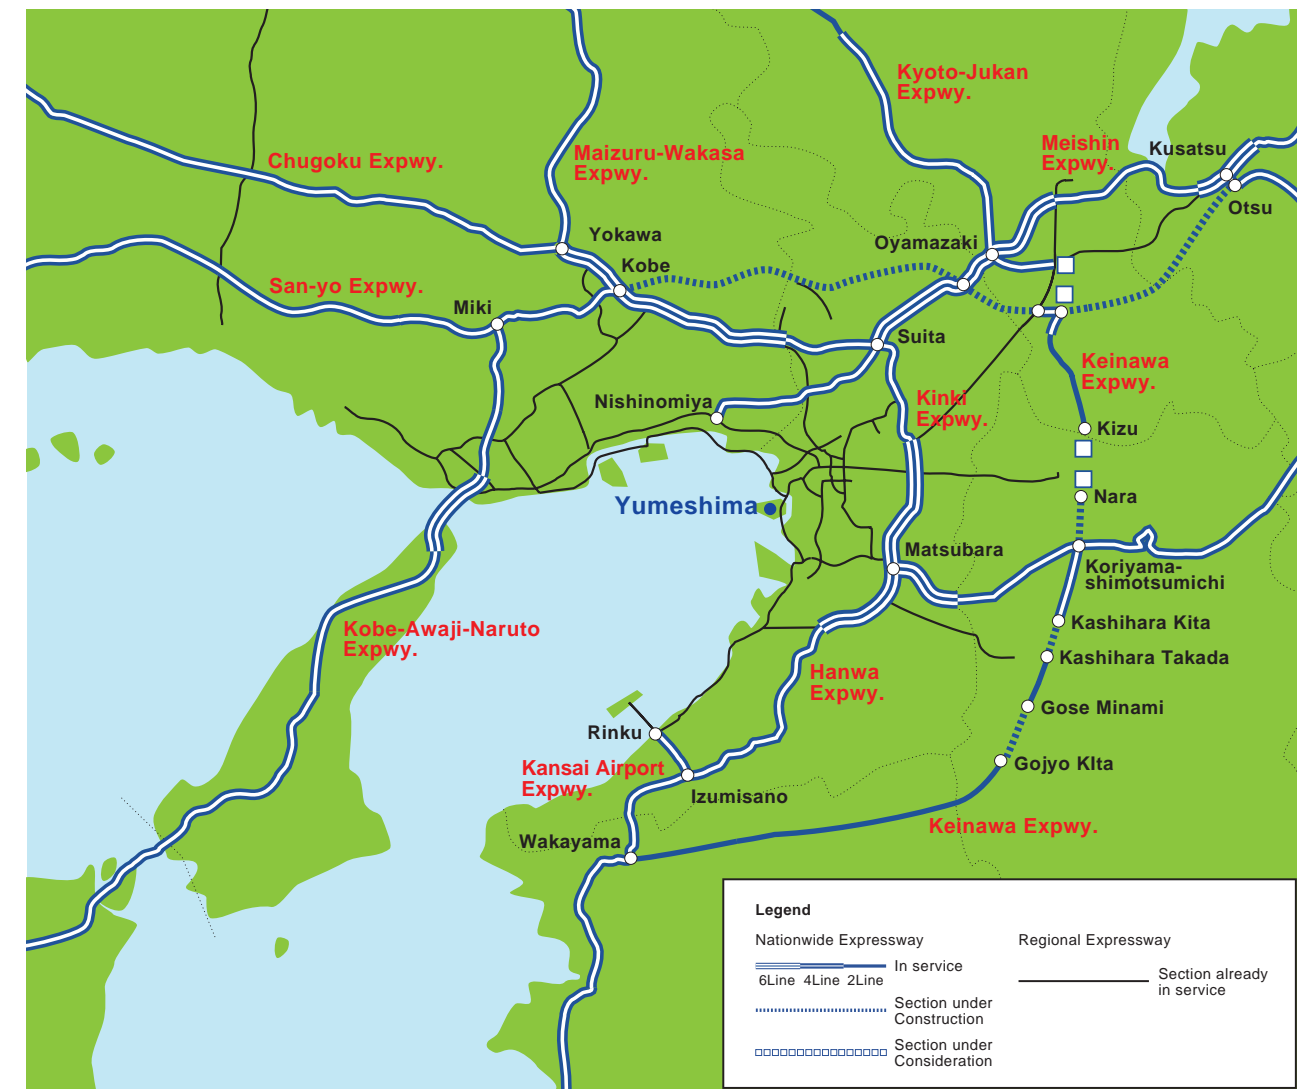 Kyoto-Jukan
Expwy.
Meishin
Expwy.
Kusatsu
Otsu
Chugoku Expwy.
Maizuru-Wakasa
Expwy.
Yokawa
Kobe
Oyamazaki
San-yo Expwy.
Miki
Suita
Keinawa
Expwy.
Nishinomiya
Kinki
Expwy.
Kizu
Nara
Yumeshima
Matsubara
Koriyama-
shimotsumichi
Kashihara Kita
Kobe-Awaji-Naruto
Expwy.
Kashihara Takada
Hanwa
Expwy.
Gose Minami
Rinku
Gojyo KIta
Kansai Airport
Expwy.
Izumisano
Keinawa Expwy.
Wakayama
Legend
Nationwide Expressway
In service
6Line 4Line 2Line
Section under
Construction
Section under
Consideration
Regional Expressway
Section already
in service